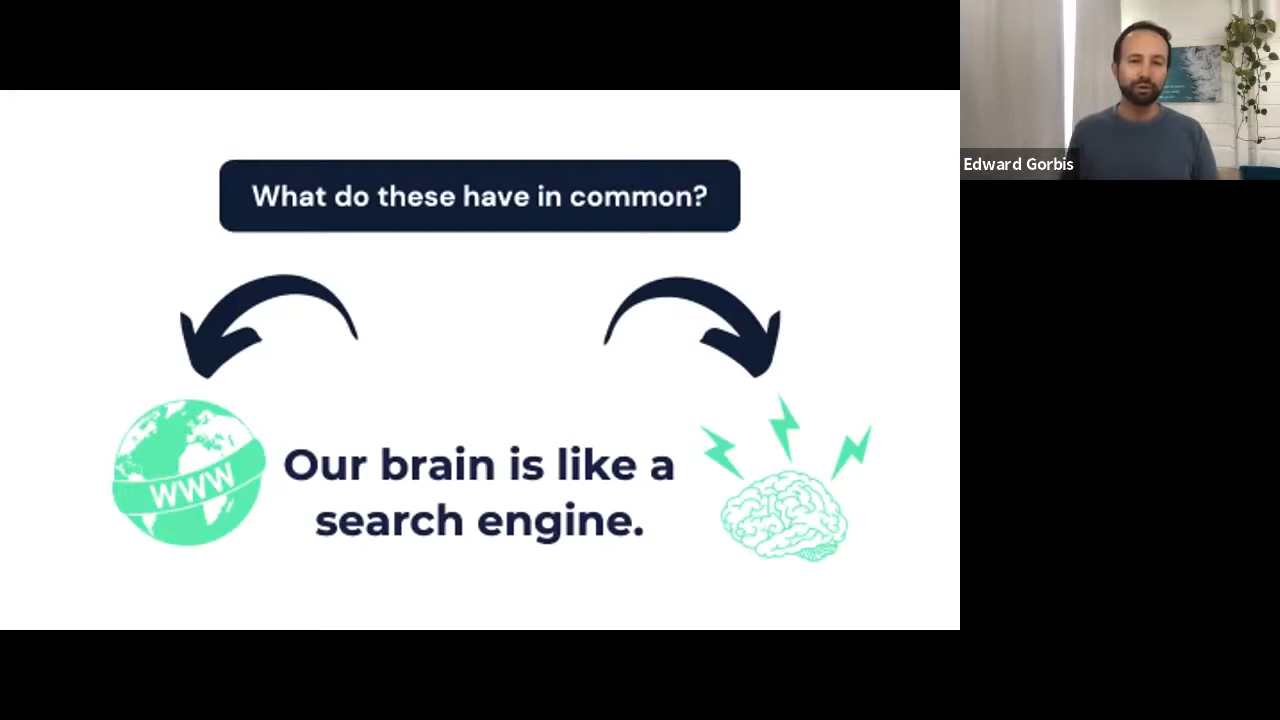 What do these have in common?
WWW
Our brain is like a
search engine.
Edward Gorbis